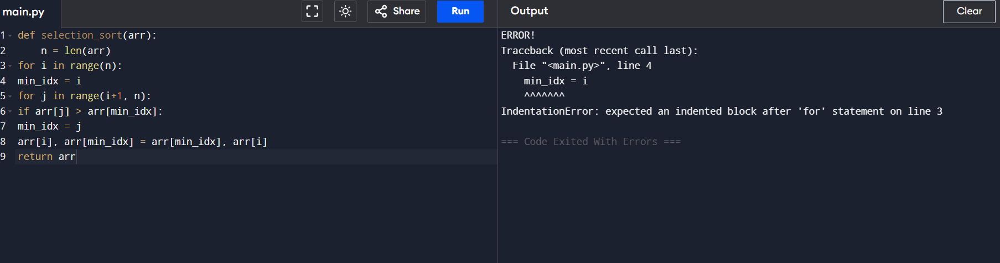 main.py
Share
Run
Output
Clear
1 def selection_sort(arr):
2     n = len(arr)
3 for i in range(n):
4 min_idx = i
5 for j in range(i+1, n):
6 if arr[j] > arr[min_idx]:
7 min_idx = j
8 arr[i], arr[min_idx] = arr[min_idx], arr[i]
9 return arr
ERROR!
Traceback (most recent call last):
  File "<main.py>", line 4
    min_idx = i
    ^^^^^^^
IndentationError: expected an indented block after 'for' statement on line 3
=== Code Exited With Errors ===